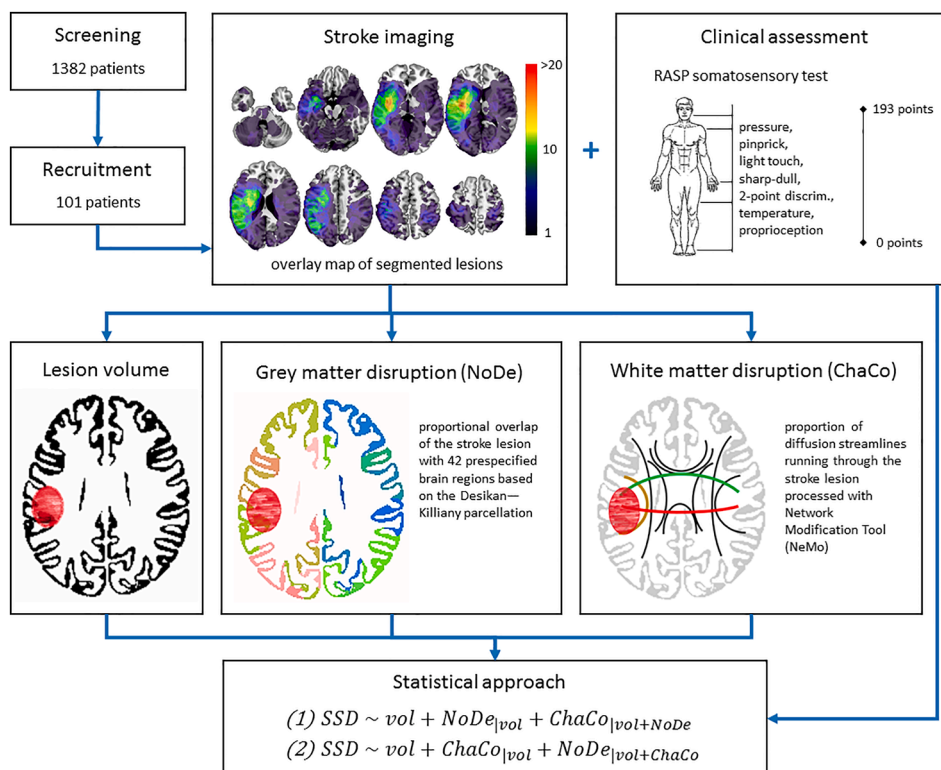 Screening
1382 patients
Recruitment
101 patients
Stroke imaging
>20
10
1
overlay map of segmented lesions
+
Clinical assessment
RASP somatosensory test
193 points
pressure,
pinprick,
light touch,
sharp-dull,
2-point discrim.,
temperature,
proprioception
0 points
Lesion volume
Grey matter disruption (NoDe)
proportional overlap
of the stroke lesion
with 42 prespecified
brain regions based
on the Desikan—
Killiany parcellation
White matter disruption (ChaCo)
proportion of
diffusion streamlines
running through the
stroke lesion
processed with
Network
Modification Tool
(NeMo)
Statistical approach
(1) SSD ~ vol + NoDe|vol + ChaCo|vol+NoDe
(2) SSD ~ vol + ChaCo|vol + NoDe|vol+ChaCo